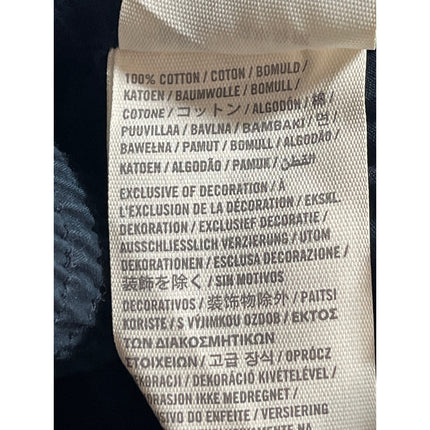 100% COTTON / COTON / BOMULD /
KATOEN / BAUMWOLLE / BOMULL /
COTONE / コットン / ALGODÓN / 棉 /
PUUVILLAA / BAVLNA / BAMBAKI / 면 /
BAWEŁNA / PAMUT / BOMULL / ALGODÃO /
KATOEN / ALGODÃO / PAMUK / القطن /
EXCLUSIVE OF DECORATION / À
L'EXCLUSION DE LA DÉCORATION / EKSKL.
DEKORATION / EXCLUSIEF DECORATIE /
AUSSCHLIESSLICH VERZIERUNG / UTOM
DEKORATIONEN / ESCLUSA DECORAZIONE /
装飾を除く / SIN MOTIVOS
DECORATIVOS / 装饰物除外 / PAITSI
KORISTE / S VÝJIMKOU OZDOB / ΕΚΤΟΣ
ΤΩΝ ΔΙΑΚΟΣΜΗΤΙΚΩΝ
ΣΤΟΙΧΕΙΩΝ / 고급 장식 / OPRÓCZ
DEKORACJI / DEKORÁCIÓ KIVÉTELÉVEL /
DEKORASJON IKKE MEDREGNET /
DO ENFEITE / VERSIERING